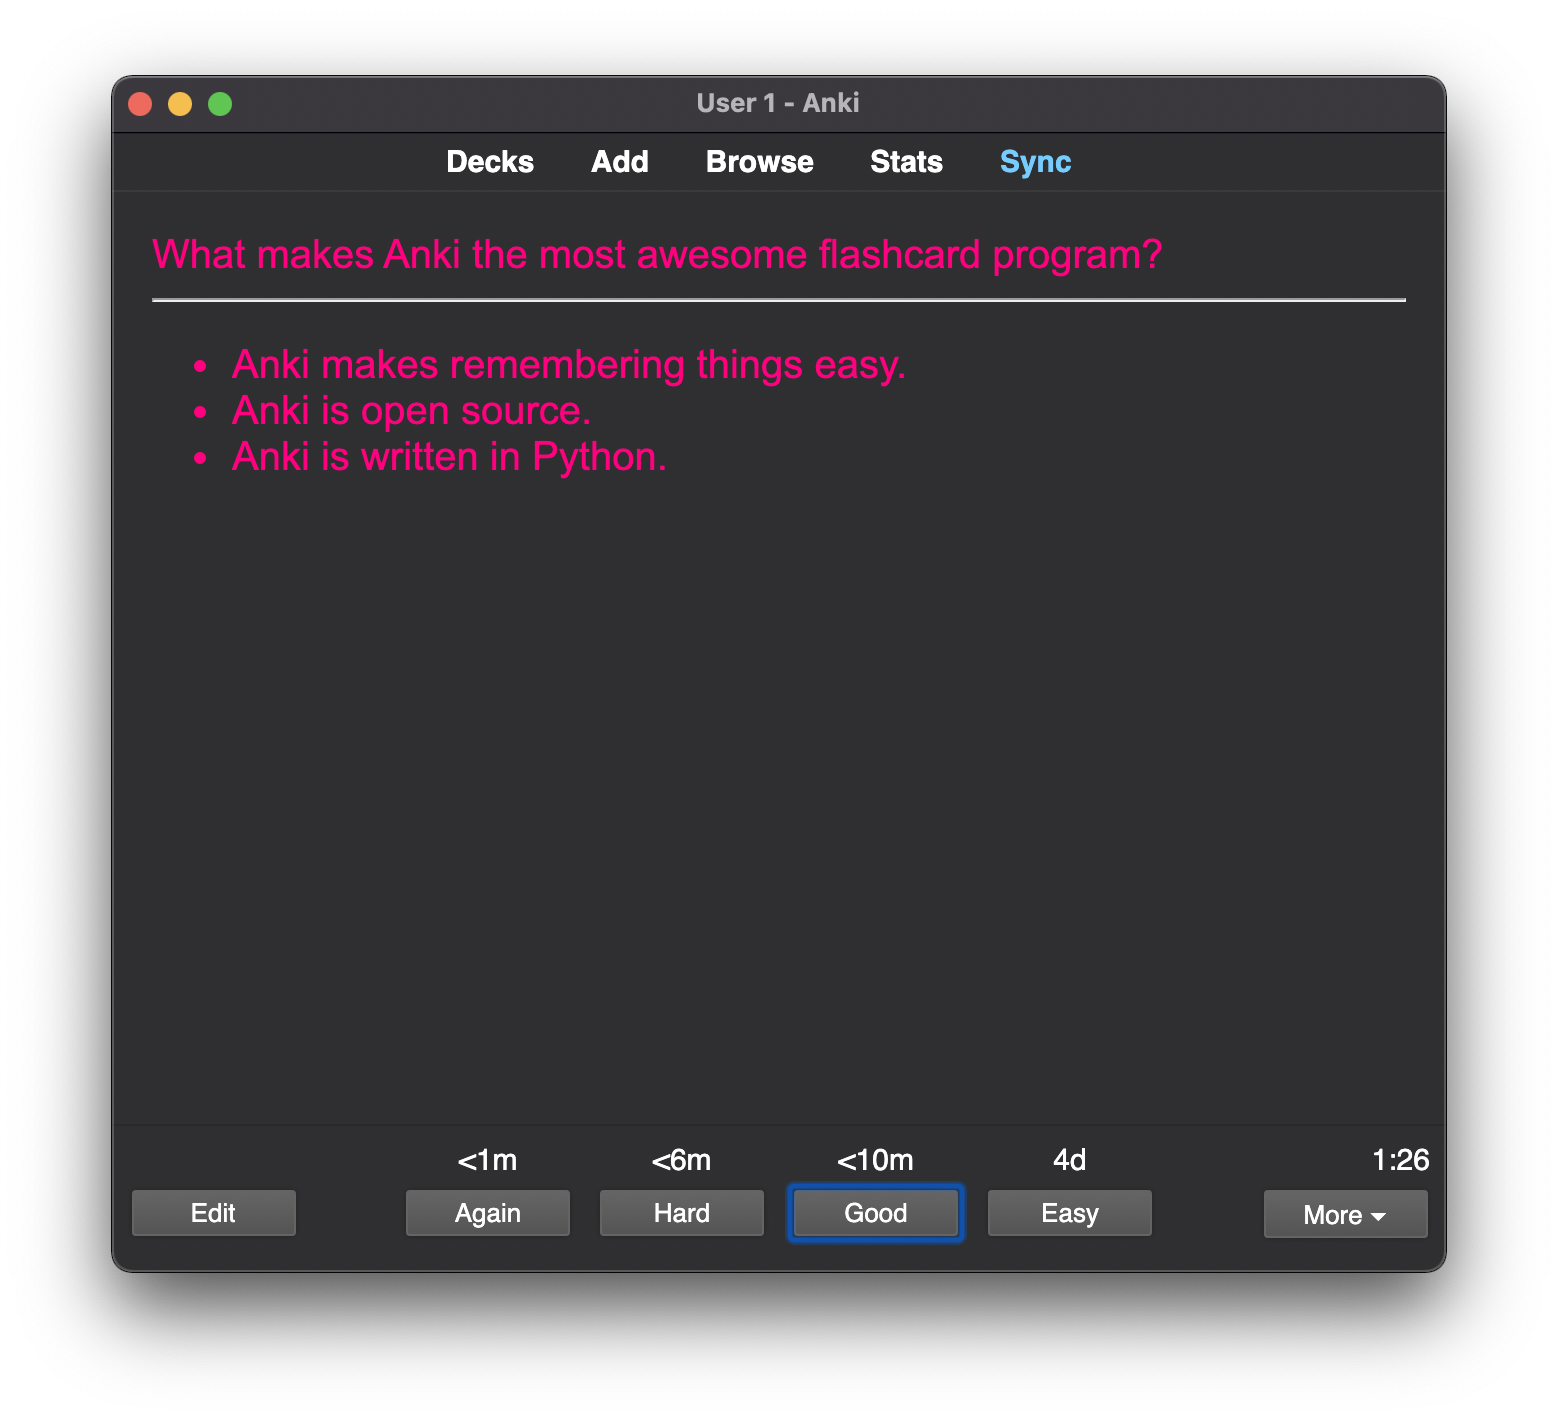 User 1 - Anki
Decks Add Browse Stats Sync
What makes Anki the most awesome flashcard program?
• Anki makes remembering things easy.
• Anki is open source.
• Anki is written in Python.
<1m <6m <10m 4d 1:26
Edit Again Hard Good Easy More